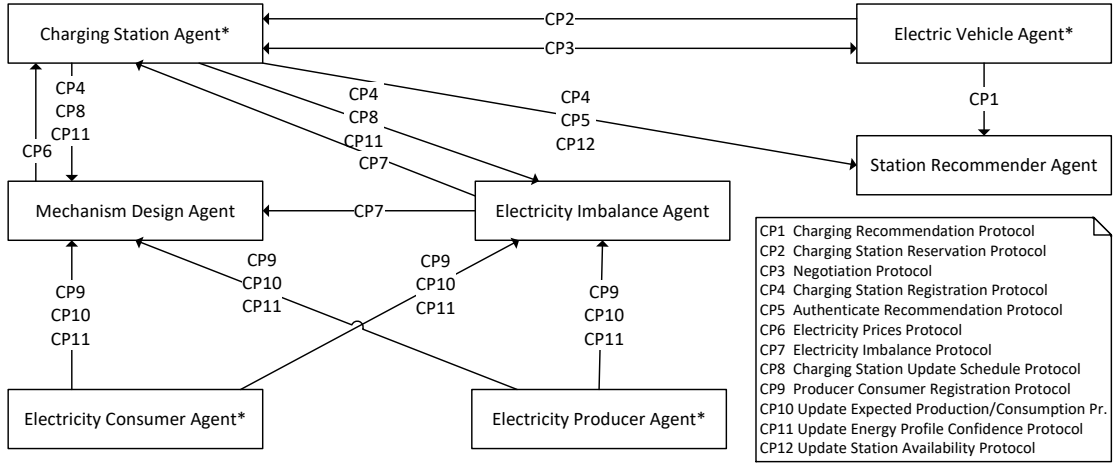 Charging Station Agent*
CP2
Electric Vehicle Agent*
CP3
CP4
CP8
CP11
CP6
CP4
CP8
CP11
CP7
CP4
CP5
CP12
CP1
Station Recommender Agent
Mechanism Design Agent
CP7
Electricity Imbalance Agent
CP9
CP10
CP11
CP9
CP10
CP11
CP9
CP10
CP11
CP9
CP10
CP11
Electricity Consumer Agent*
Electricity Producer Agent*
CP1 Charging Recommendation Protocol
CP2 Charging Station Reservation Protocol
CP3 Negotiation Protocol
CP4 Charging Station Registration Protocol
CP5 Authenticate Recommendation Protocol
CP6 Electricity Prices Protocol
CP7 Electricity Imbalance Protocol
CP8 Charging Station Update Schedule Protocol
CP9 Producer Consumer Registration Protocol
CP10 Update Expected Production/Consumption Pr.
CP11 Update Energy Profile Confidence Protocol
CP12 Update Station Availability Protocol